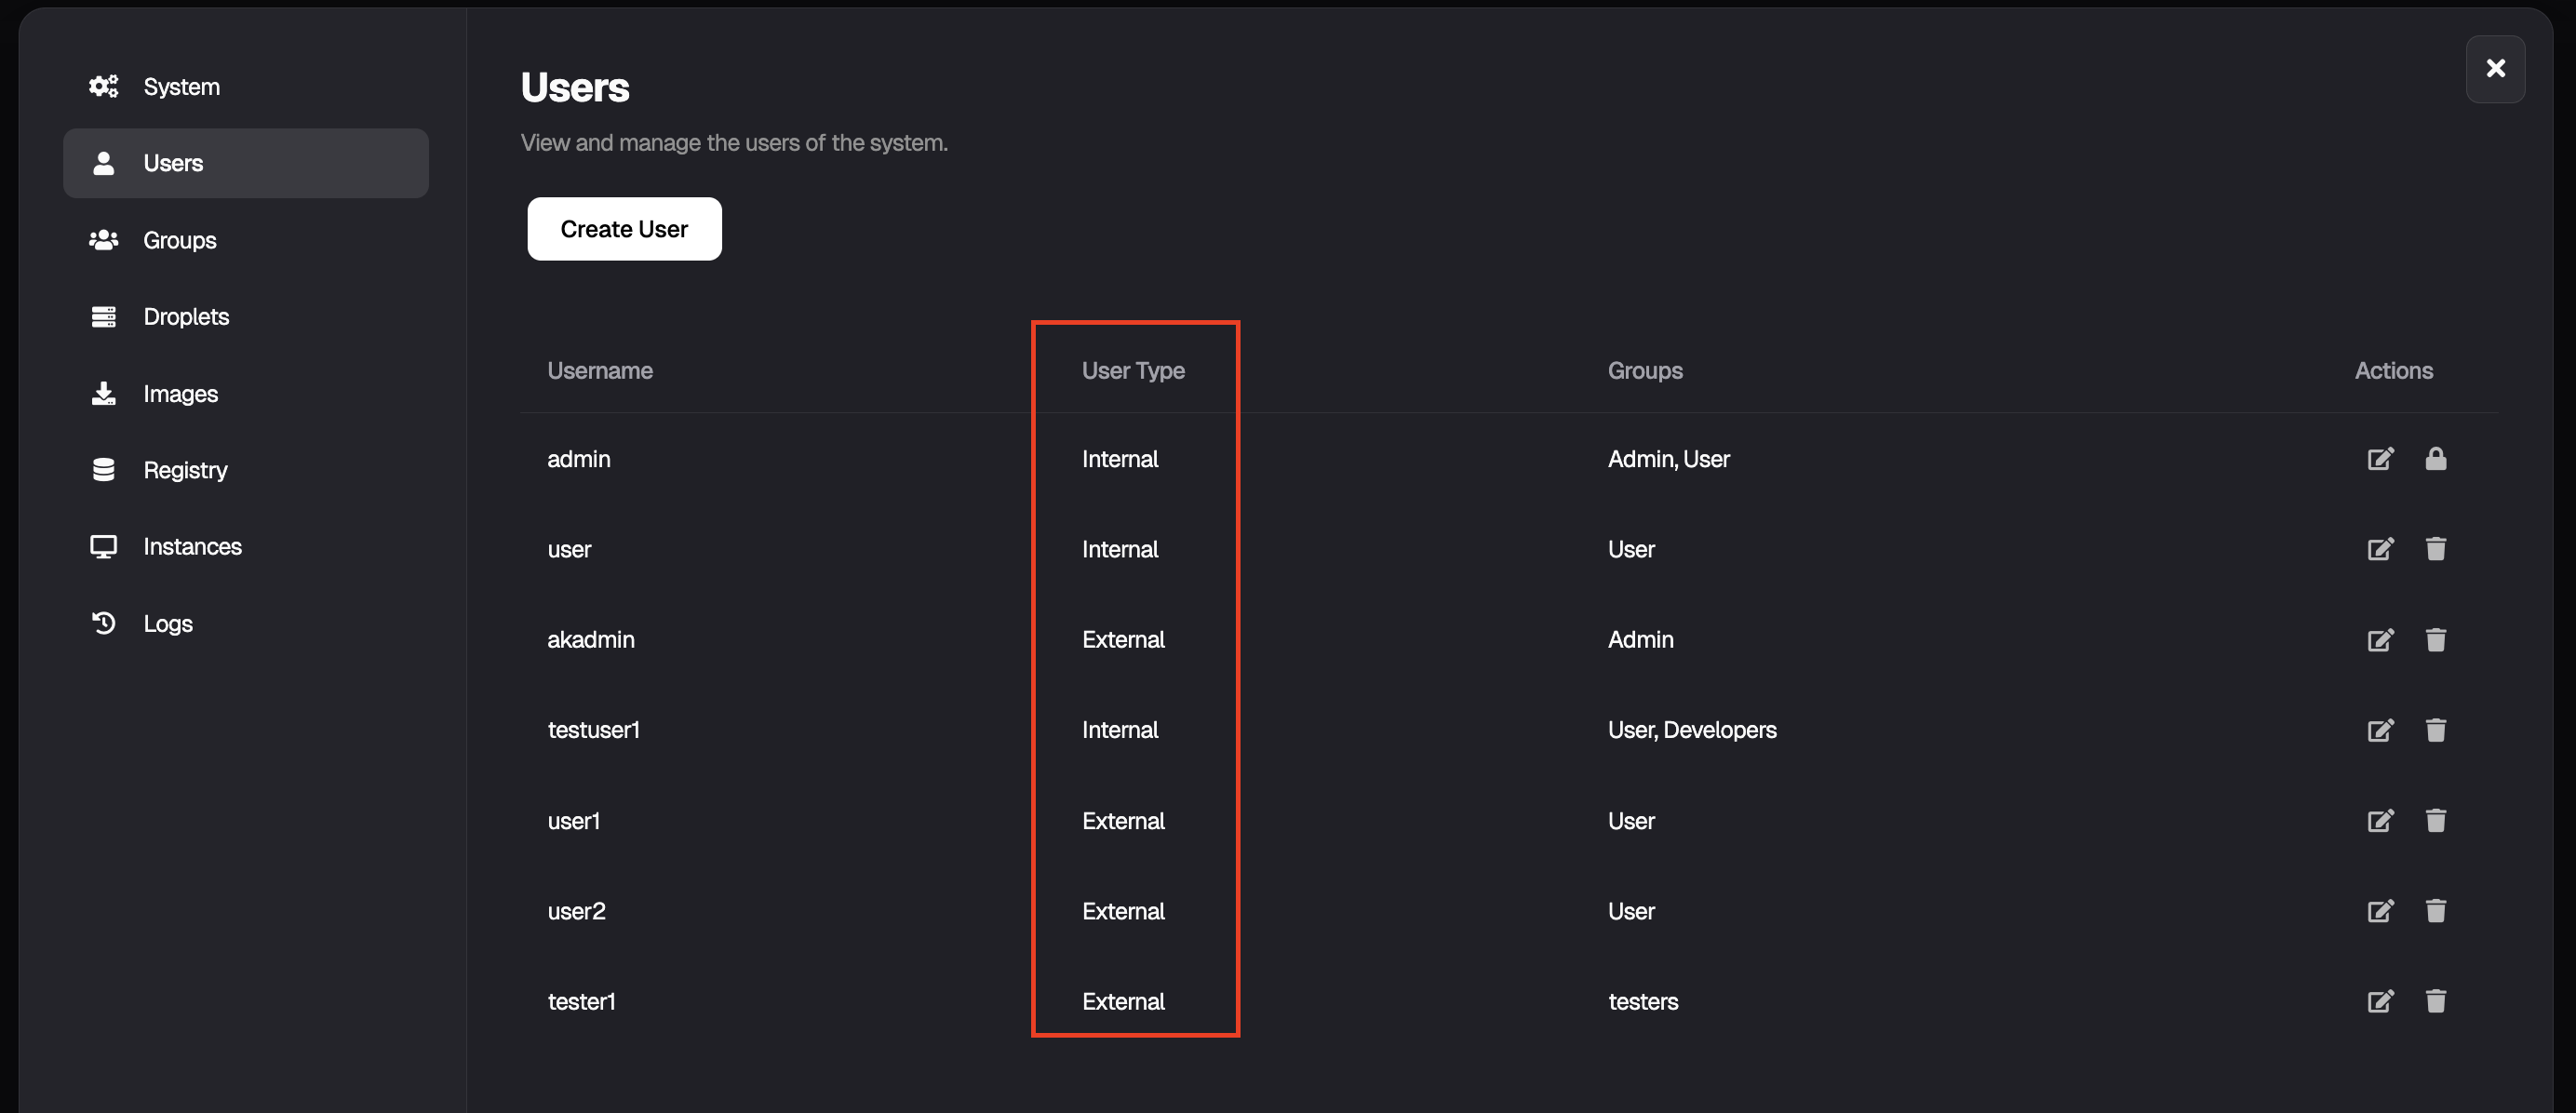 System
Users
Groups
Droplets
Images
Registry
Instances
Logs
Users
View and manage the users of the system.
Create User
Username User Type Groups Actions
admin Internal Admin, User
user Internal User
akadmin External Admin
testuser1 Internal User, Developers
user1 External User
user2 External User
tester1 External testers